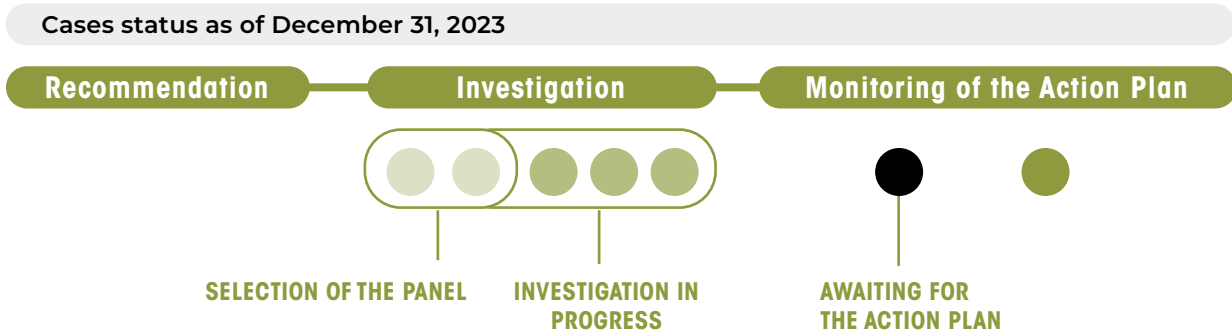 Cases status as of December 31, 2023
Recommendation
Investigation
Monitoring of the Action Plan
SELECTION OF THE PANEL
INVESTIGATION IN
PROGRESS
AWAITING FOR
THE ACTION PLAN